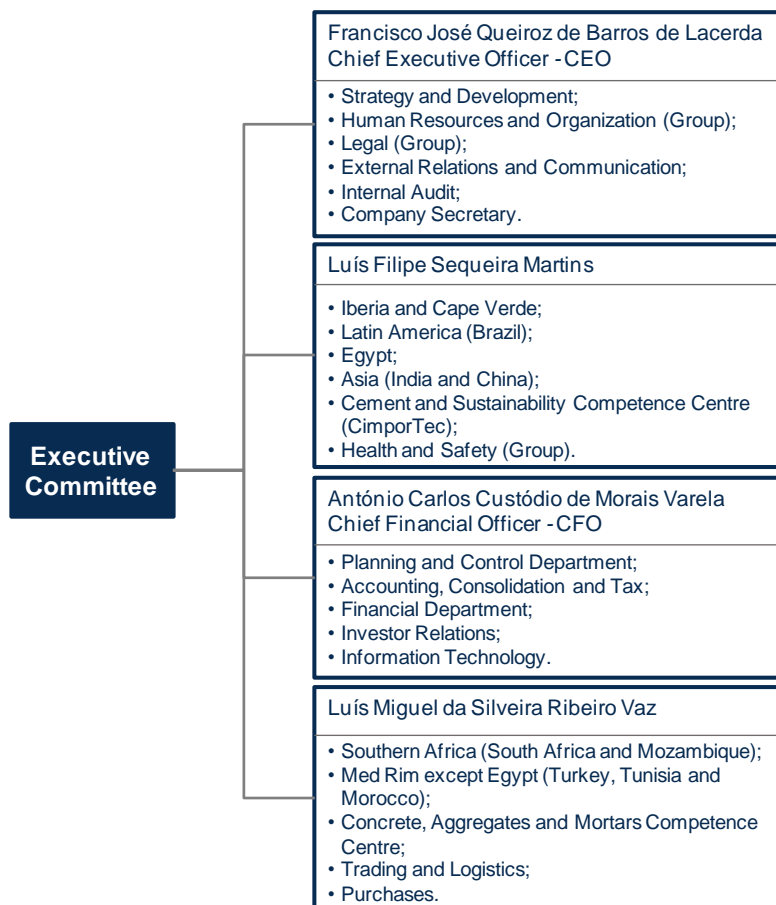 Francisco José Queiroz de Barros de Lacerda
Chief Executive Officer - CEO
• Strategy and Development;
• Human Resources and Organization (Group);
• Legal (Group);
• External Relations and Communication;
• Internal Audit;
• Company Secretary.
Luís Filipe Sequeira Martins
• Iberia and Cape Verde;
• Latin America (Brazil);
• Egypt;
• Asia (India and China);
• Cement and Sustainability Competence Centre
(CimporTec);
• Health and Safety (Group).
Executive
Committee
António Carlos Custódio de Morais Varela
Chief Financial Officer - CFO
• Planning and Control Department;
• Accounting, Consolidation and Tax;
• Financial Department;
• Investor Relations;
• Information Technology.
Luís Miguel da Silveira Ribeiro Vaz
• Southern Africa (South Africa and Mozambique);
• Med Rim except Egypt (Turkey, Tunisia and
Morocco);
• Concrete, Aggregates and Mortars Competence
Centre;
• Trading and Logistics;
• Purchases.